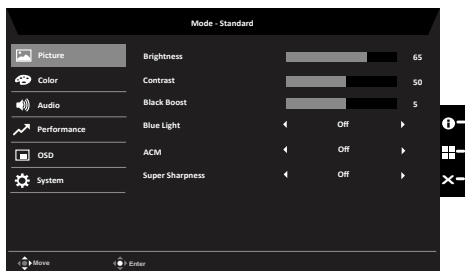 Mode - Standard
Picture
Brightness 65
Color
Contrast 50
Audio
Black Boost 5
Performance
Blue Light Off
OSD
ACM Off
System
Super Sharpness Off
Move Enter